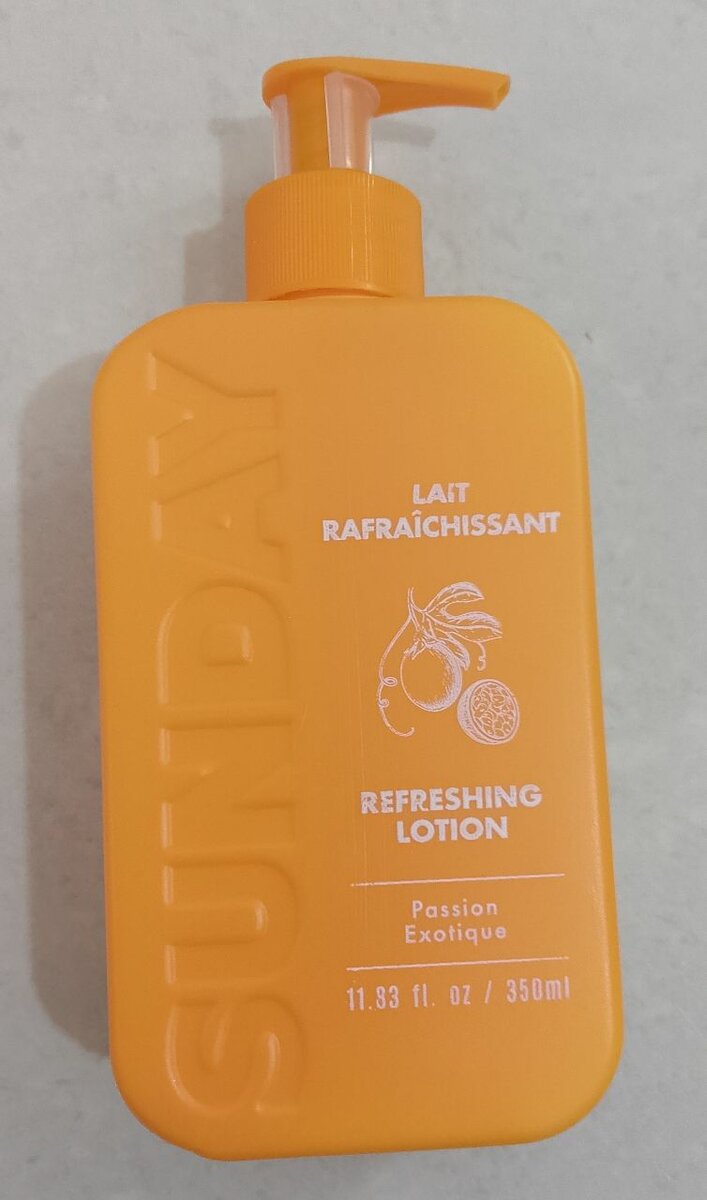 SUNDAY
LAIT
RAFRAÎCHISSANT
REFRESHING
LOTION
Passion
Exotique
11.83 fl. oz / 350ml